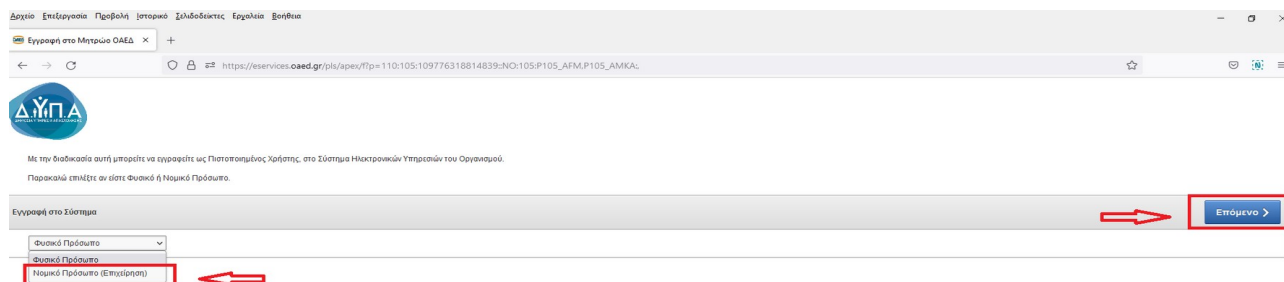 Αρχείο Επεξεργασία Προβολή Ιστορικό Σελιδοδείκτες Εργαλεία Βοήθεια
Εγγραφή στο Μητρώο ΟΑΕΔ × +
https://eservices.oaed.gr/pls/apex/f?p=110:105:109776318814839::NO:105:P105_AFM,P105_AMKA:,
Δ.ΥΠ.Α
Με την διαδικασία αυτή μπορείτε να εγγραφείτε ως Πιστοποιημένος Χρήστης, στο Σύστημα Ηλεκτρονικών Υπηρεσιών του Οργανισμού.
Παρακαλώ επιλέξτε αν είστε Φυσικό ή Νομικό Πρόσωπο.
Εγγραφή στο Σύστημα
Επόμενο >
Φυσικό Πρόσωπο
Φυσικό Πρόσωπο
Νομικό Πρόσωπο (Επιχείρηση)